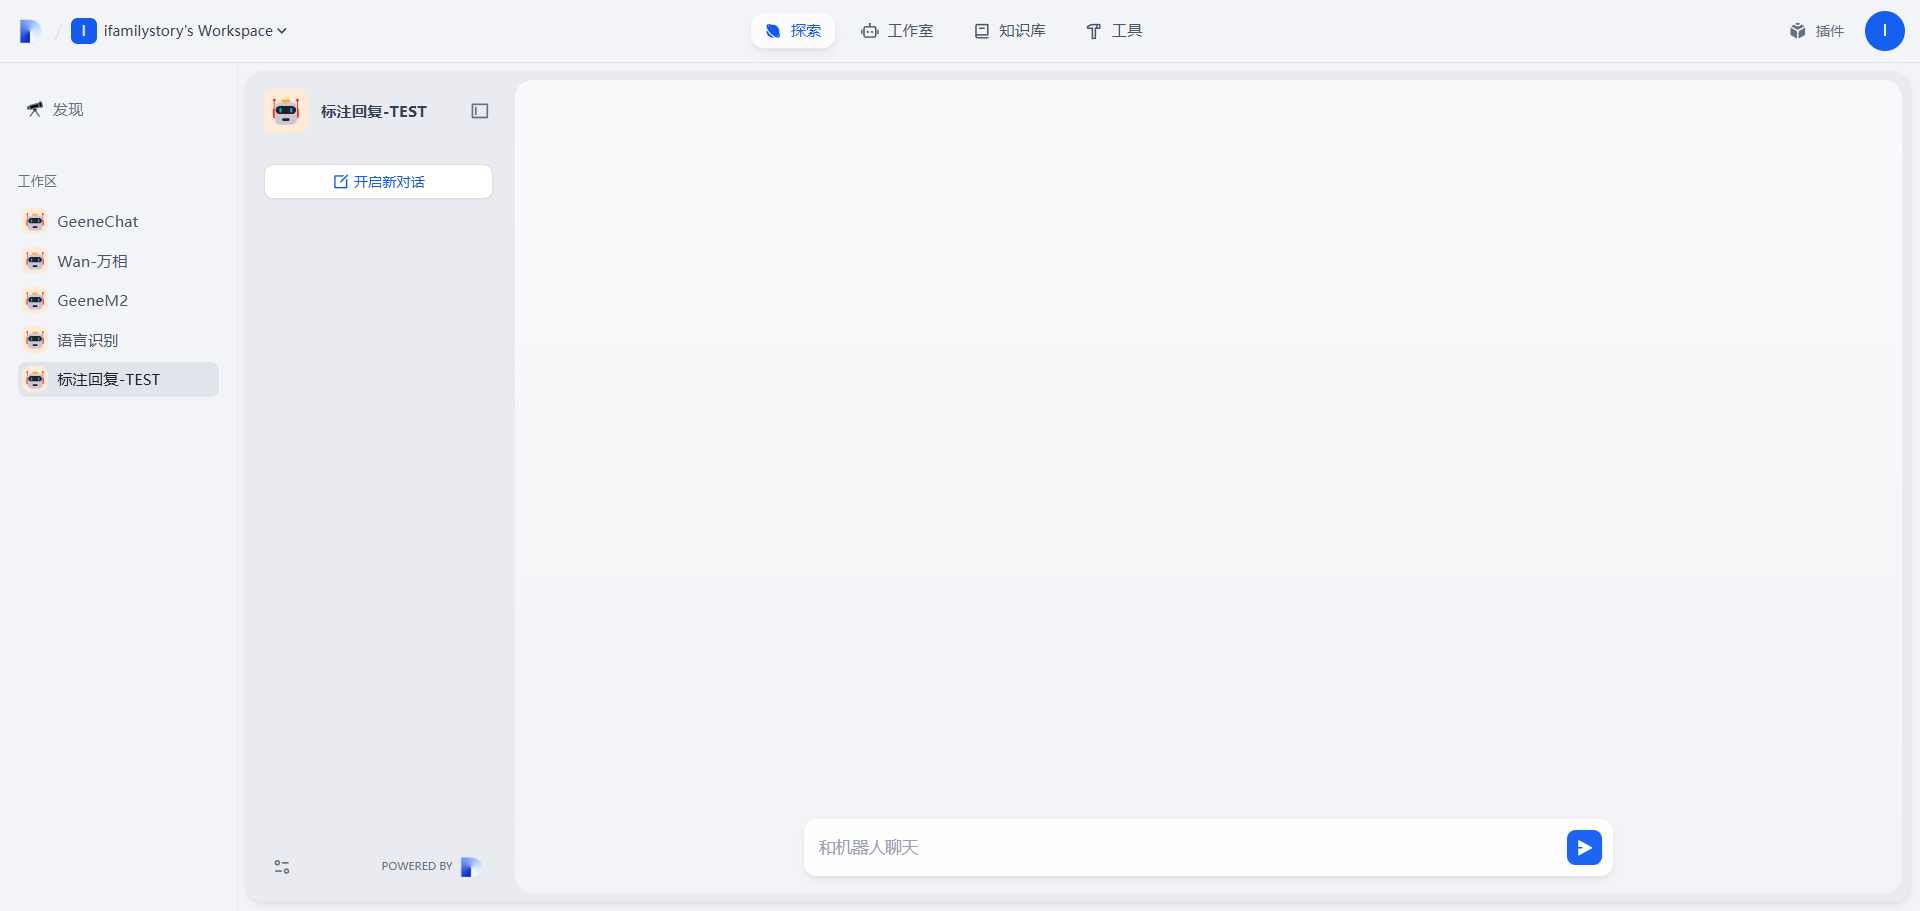 I ifamilystory's Workspace
探索
工作室
知识库
工具
插件
I
发现
工作区
GeeneChat
Wan-万相
GeeneM2
语言识别
标注回复-TEST
标注回复-TEST
开启新对话
POWERED BY
和机器人聊天